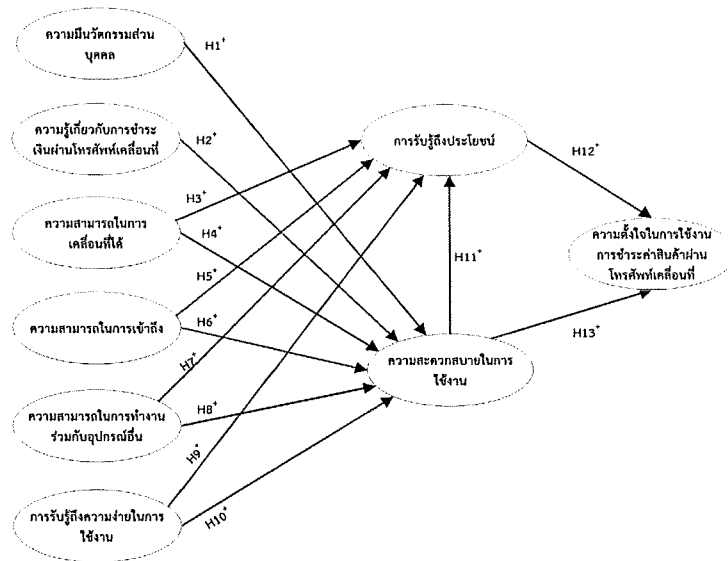 ความมีนวัตกรรมส่วน
บุคคล
H1+
ความรู้เกี่ยวกับการชำระ
เงินผ่านโทรศัพท์เคลื่อนที่
H2+
การรับรู้ถึงประโยชน์
H12+
H3+
ความสามารถในการ
เคลื่อนที่ได้
H4+
ความตั้งใจในการใช้งาน
การชำระค่าสินค้าผ่าน
โทรศัพท์เคลื่อนที่
H11+
H5+
ความสามารถในการเข้าถึง
H6+
H13+
ความสะดวกสบายในการ
ใช้งาน
H7+
ความสามารถในการทำงาน
ร่วมกับอุปกรณ์อื่น
H8+
H9+
การรับรู้ถึงความง่ายในการ
ใช้งาน
H10+